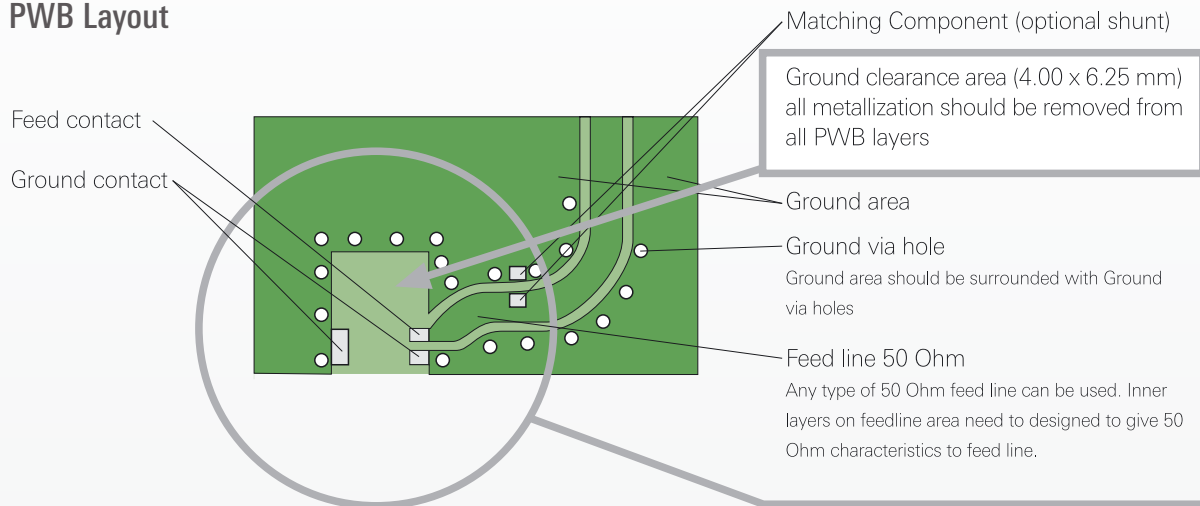 PWB Layout
Feed contact
Ground contact
Matching Component (optional shunt)
Ground clearance area (4.00 x 6.25 mm)
all metallization should be removed from
all PWB layers
Ground area
Ground via hole
Ground area should be surrounded with Ground
via holes
Feed line 50 Ohm
Any type of 50 Ohm feed line can be used. Inner
layers on feedline area need to designed to give 50
Ohm characteristics to feed line.